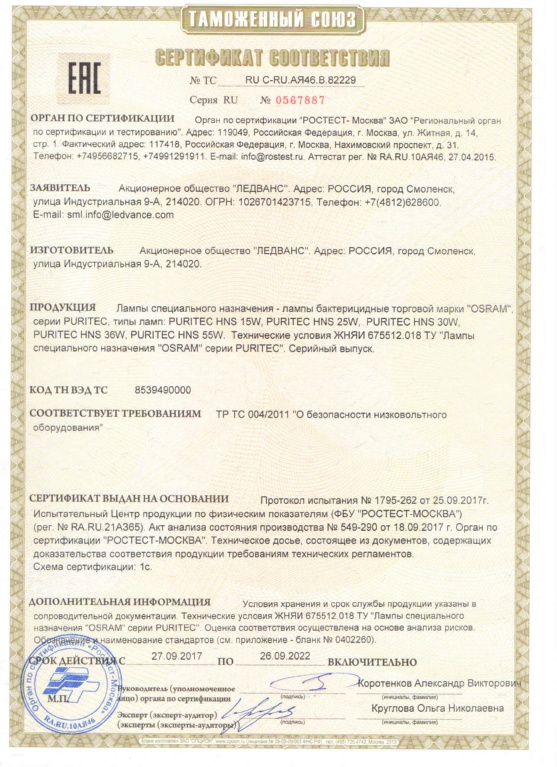 ТАМОЖЕННЫЙ СОЮЗ
СЕРТИФИКАТ СООТВЕТСТВИЯ
ЕАС
№ ТС RU С-RU.АЯ46.В.82229
Серия RU № 0567887
ОРГАН ПО СЕРТИФИКАЦИИ Орган по сертификации "РОСТЕСТ- Москва" ЗАО "Региональный орган
по сертификации и тестированию". Адрес: 119049, Российская Федерация, г. Москва, ул. Житная, д. 14,
стр. 1. Фактический адрес: 117418, Российская Федерация, г. Москва, Нахимовский проспект, д. 31.
Телефон: +74956682715, +74991291911. E-mail: info@rostest.ru. Аттестат рег. № RA.RU.10АЯ46, 27.04.2015.
ЗАЯВИТЕЛЬ Акционерное общество "ЛЕДВАНС". Адрес: РОССИЯ, город Смоленск,
улица Индустриальная 9-А, 214020. ОГРН: 1026701423715. Телефон: +7(4812)628600.
E-mail: sml.info@ledvance.com
ИЗГОТОВИТЕЛЬ Акционерное общество "ЛЕДВАНС". Адрес: РОССИЯ, город Смоленск,
улица Индустриальная 9-А, 214020.
ПРОДУКЦИЯ Лампы специального назначения - лампы бактерицидные торговой марки "OSRAM",
серии PURITEC, типы ламп: PURITEC HNS 15W, PURITEC HNS 25W, PURITEC HNS 30W,
PURITEC HNS 36W, PURITEC HNS 55W. Технические условия ЖНЯИ 675512.018 ТУ "Лампы
специального назначения "OSRAM" серии PURITEC". Серийный выпуск.
КОД ТН ВЭД ТС 8539490000
СООТВЕТСТВУЕТ ТРЕБОВАНИЯМ ТР ТС 004/2011 "О безопасности низковольтного
оборудования"
СЕРТИФИКАТ ВЫДАН НА ОСНОВАНИИ Протокол испытания № 1795-262 от 25.09.2017г.
Испытательный Центр продукции по физическим показателям (ФБУ "РОСТЕСТ-МОСКВА")
(рег. № RA.RU.21АЗ65). Акт анализа состояния производства № 549-290 от 18.09.2017 г. Орган по
сертификации "РОСТЕСТ-МОСКВА". Техническое досье, состоящее из документов, содержащих
доказательства соответствия продукции требованиям технических регламентов.
Схема сертификации: 1с.
ДОПОЛНИТЕЛЬНАЯ ИНФОРМАЦИЯ Условия хранения и срок службы продукции указаны в
сопроводительной документации. Технические условия ЖНЯИ 675512.018 ТУ "Лампы специального
назначения "OSRAM" серии PURITEC". Оценка соответствия осуществлена на основе анализа рисков.
Обозначение и наименование стандартов (см. приложение - бланк № 0402260).
СРОК ДЕЙСТВИЯ С 27.09.2017 ПО 26.09.2022 ВКЛЮЧИТЕЛЬНО
Орган по сертификации «Ростест-Москва»
RA.RU.10АЯ46
М.П.
Руководитель (уполномоченное
лицо) органа по сертификации
(подпись)
Коротенков Александр Викторович
(инициалы, фамилия)
Эксперт (эксперт-аудитор)
(эксперты (эксперты-аудиторы))
(подпись)
Круглова Ольга Николаевна
(инициалы, фамилия)